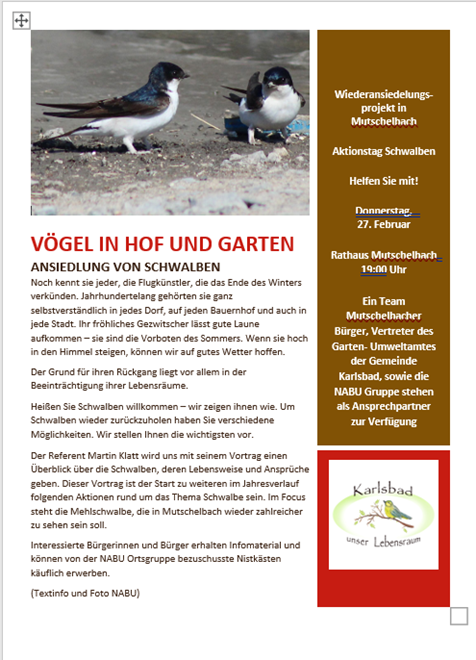 VÖGEL IN HOF UND GARTEN
ANSIEDLUNG VON SCHWALBEN
Noch kennt sie jeder, die Flugkünstler, die das Ende des Winters
verkünden. Jahrhundertelang gehörten sie ganz
selbstverständlich in jedes Dorf, auf jeden Bauernhof und auch in
jede Stadt. Ihr fröhliches Gezwitscher lässt gute Laune
aufkommen – sie sind die Vorboten des Sommers. Wenn sie hoch
in den Himmel steigen, können wir auf gutes Wetter hoffen.
Der Grund für ihren Rückgang liegt vor allem in der
Beeinträchtigung ihrer Lebensräume.
Heißen Sie Schwalben willkommen – wir zeigen ihnen wie. Um
Schwalben wieder zurückzuholen haben Sie verschiedene
Möglichkeiten. Wir stellen Ihnen die wichtigsten vor.
Der Referent Martin Klatt wird uns mit seinem Vortrag einen
Überblick über die Schwalben, deren Lebensweise und Ansprüche
geben. Dieser Vortrag ist der Start zu weiteren im Jahresverlauf
folgenden Aktionen rund um das Thema Schwalbe sein. Im Focus
steht die Mehlschwalbe, die in Mutschelbach wieder zahlreicher
zu sehen sein soll.
Interessierte Bürgerinnen und Bürger erhalten Infomaterial und
können von der NABU Ortsgruppe bezuschusste Nistkästen
käuflich erwerben.
(Textinfo und Foto NABU)
Wiederansiedelungs-
projekt in
Mutschelbach
Aktionstag Schwalben
Helfen Sie mit!
Donnerstag,
27. Februar
Rathaus Mutschelbach
19:00 Uhr
Ein Team
Mutschelbacher
Bürger, Vertreter des
Garten- Umweltamtes
der Gemeinde
Karlsbad, sowie die
NABU Gruppe stehen
als Ansprechpartner
zur Verfügung
Karlsbad
unser Lebensraum